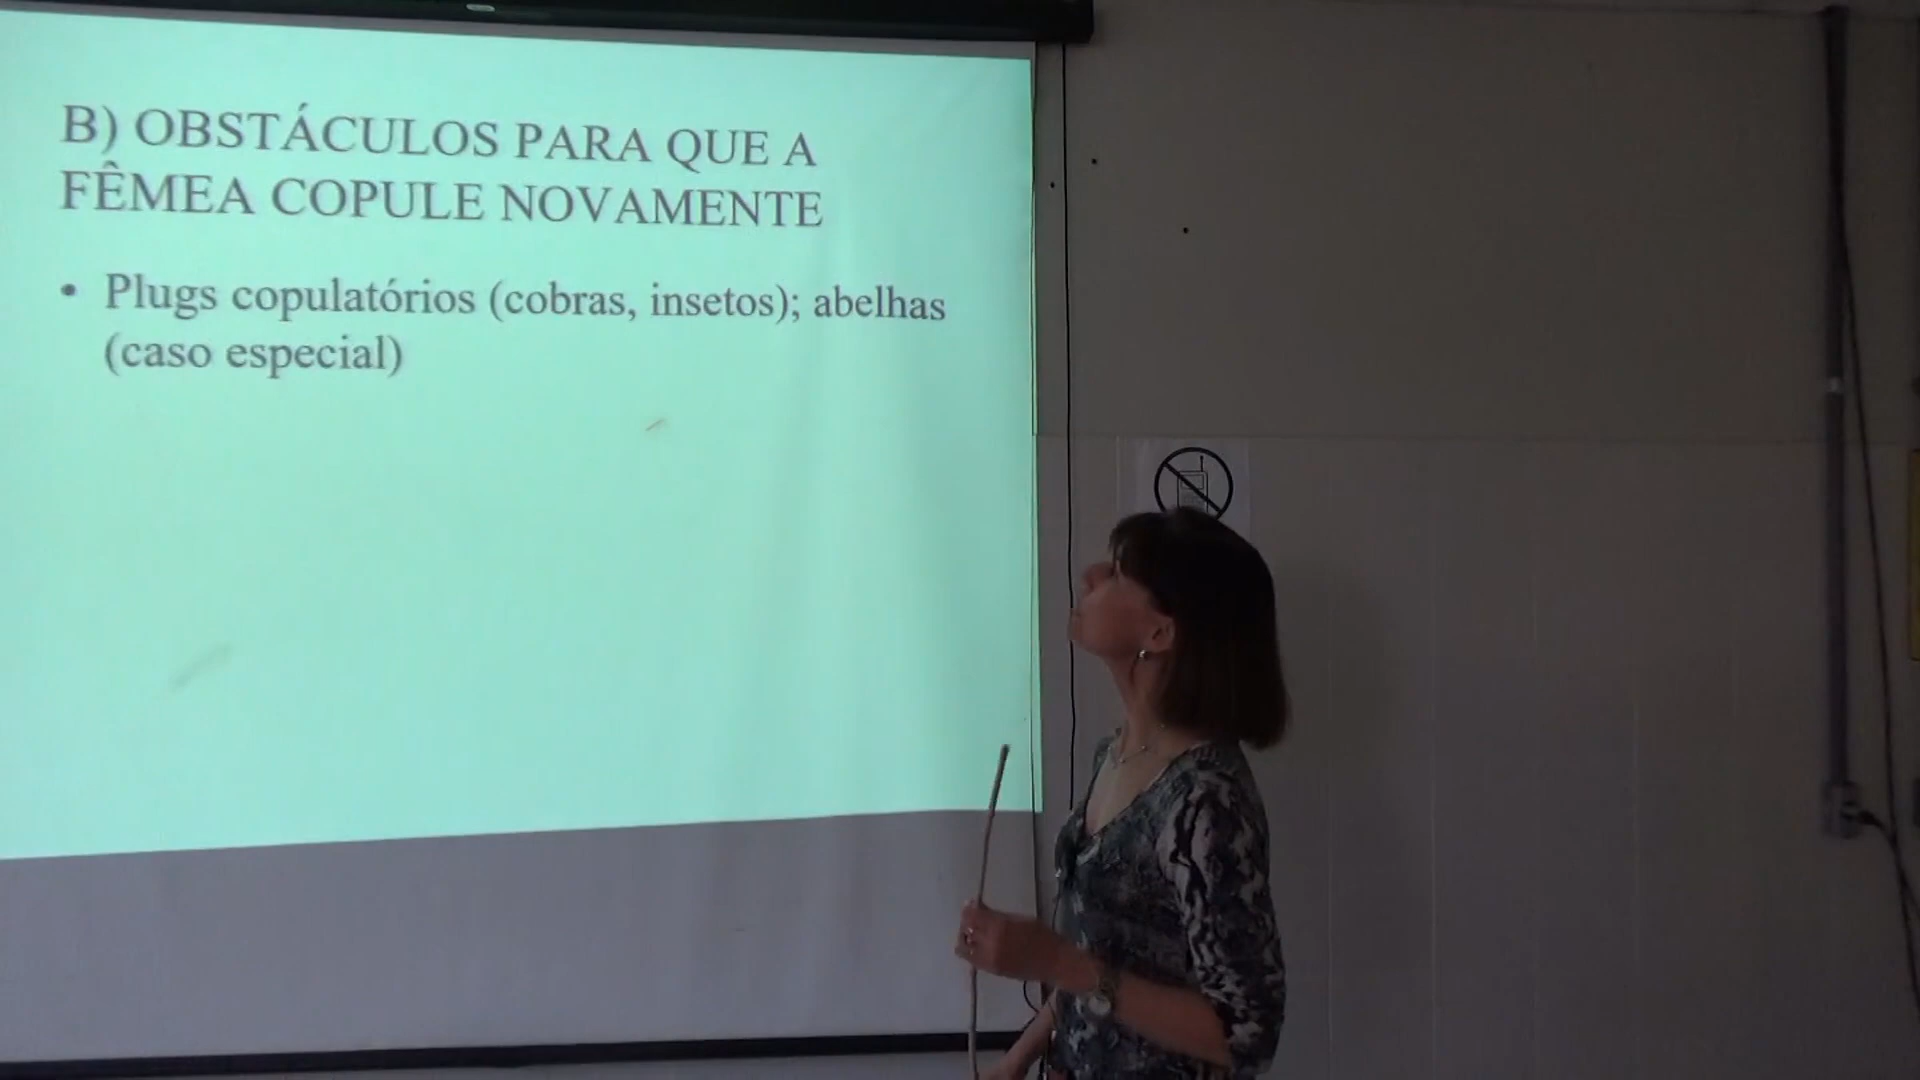 B) OBSTÁCULOS PARA QUE A
FÊMEA COPULE NOVAMENTE
• Plugs copulatórios (cobras, insetos); abelhas
(caso especial)